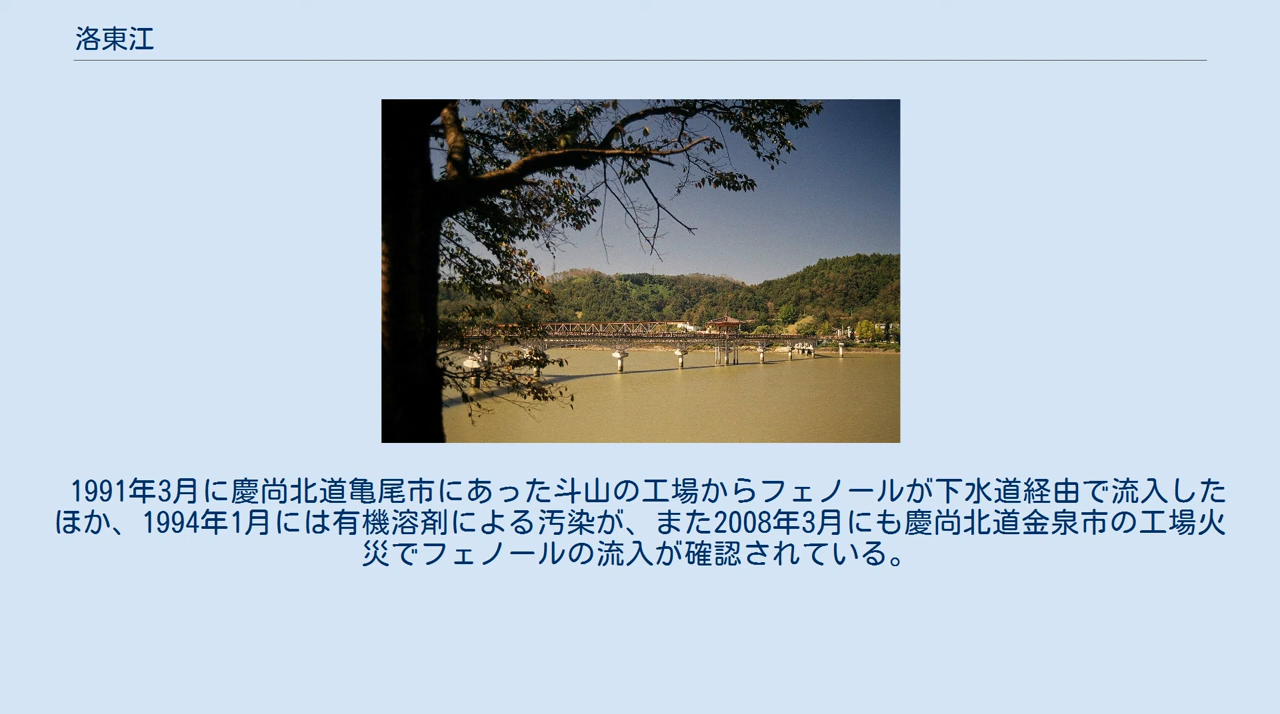 洛東江
1991年3月に慶尚北道亀尾市にあった斗山の工場からフェノールが下水道経由で流入した
ほか、1994年1月には有機溶剤による汚染が、また2008年3月にも慶尚北道金泉市の工場火
災でフェノールの流入が確認されている。